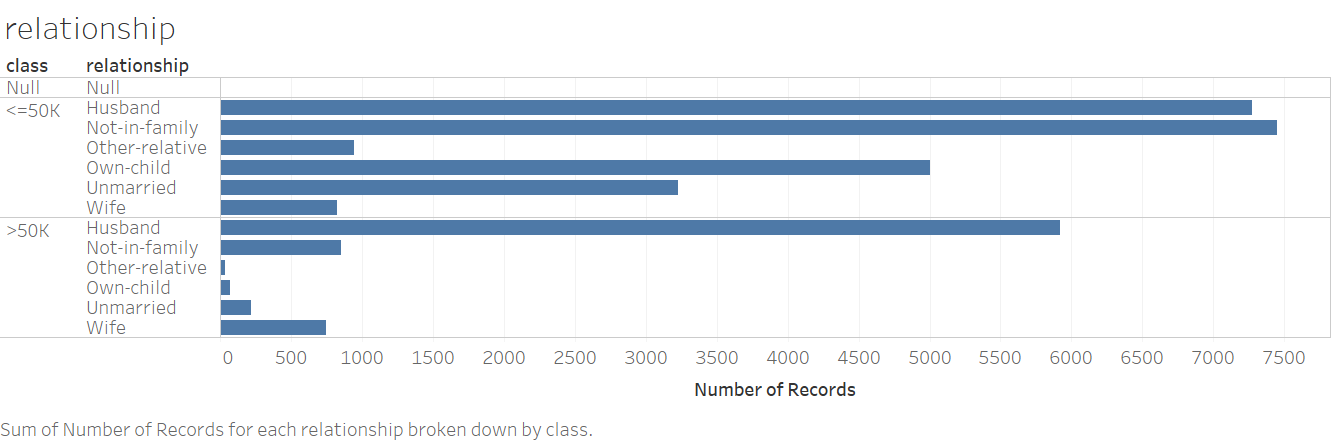 relationship
class relationship
Null Null
<=50K Husband
Not-in-family
Other-relative
Own-child
Unmarried
Wife
>50K Husband
Not-in-family
Other-relative
Own-child
Unmarried
Wife
0 500 1000 1500 2000 2500 3000 3500 4000 4500 5000 5500 6000 6500 7000 7500
Number of Records
Sum of Number of Records for each relationship broken down by class.